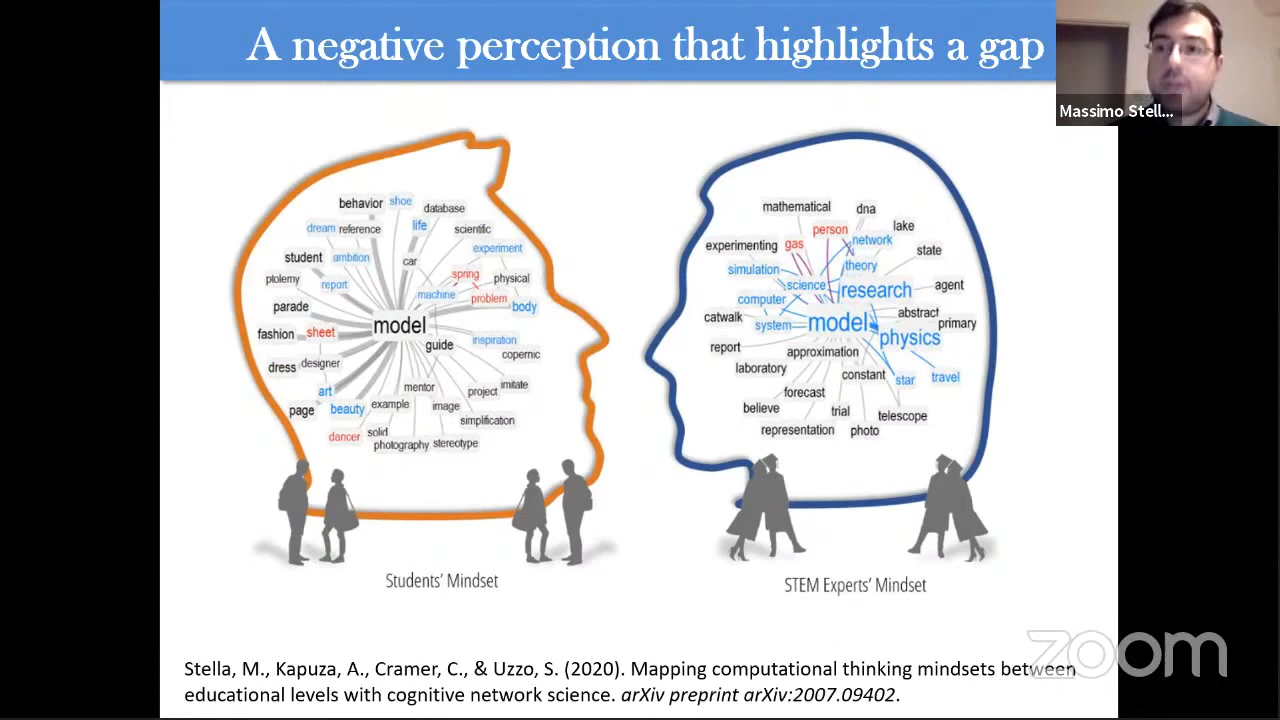 A negative perception that highlights a gap
Massimo Stell...
behavior
shoe
database
dream
reference
life
scientific
student
ambition
car
experiment
ptolemy
report
spring
physical
machine
problem
parade
body
model
fashion
sheet
guide
inspiration
copernic
dress
designer
art
mentor
project
imitate
page
beauty
example
image
simplification
dancer
solid
photography
stereotype
Students' Mindset
mathematical
dna
person
lake
experimenting
gas
network
state
simulation
theory
science
research
agent
computer
catwalk
system
model
abstract
primary
physics
report
approximation
laboratory
constant
star
travel
forecast
believe
trial
telescope
representation
photo
STEM Experts' Mindset
Stella, M., Kapuza, A., Cramer, C., & Uzzo, S. (2020). Mapping computational thinking mindsets between
educational levels with cognitive network science. arXiv preprint arXiv:2007.09402.
zoom